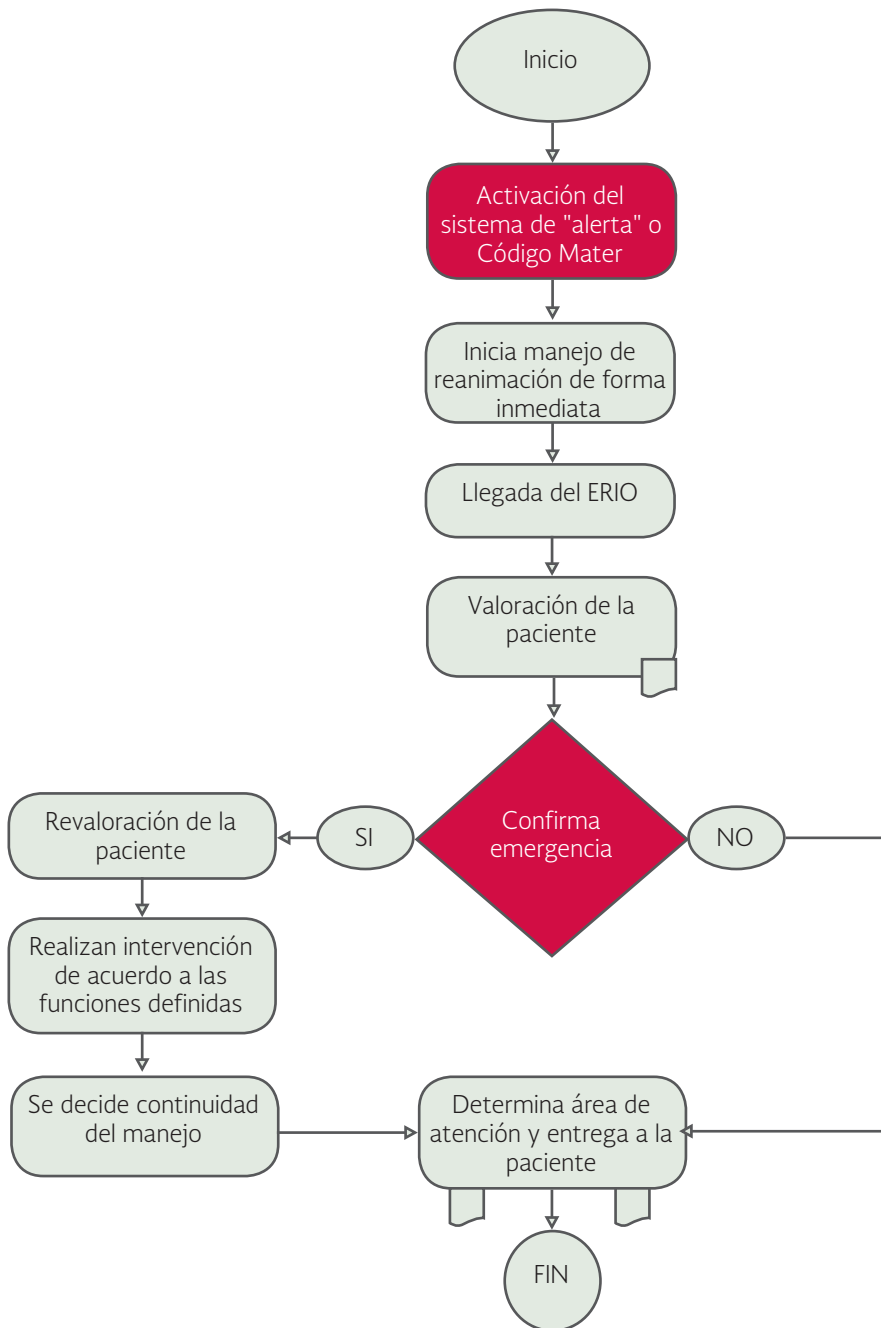 Inicio
Activación del
sistema de "alerta" o
Código Mater
Inicia manejo de
reanimación de forma
inmediata
Llegada del ERIO
Valoración de la
paciente
Confirma
emergencia
SI
NO
Revaloración de la
paciente
Realizan intervención
de acuerdo a las
funciones definidas
Se decide continuidad
del manejo
Determina área de
atención y entrega a la
paciente
FIN